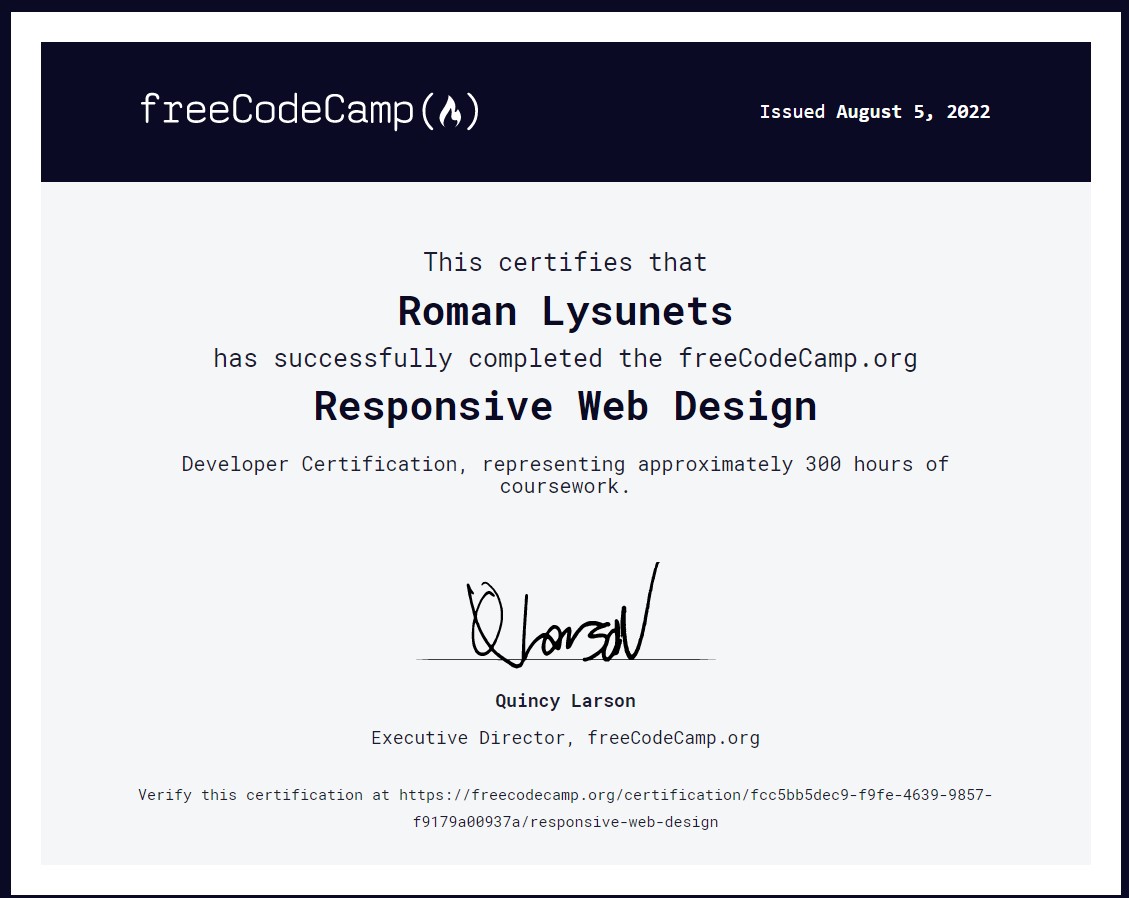 freeCodeCamp(🔥)
Issued August 5, 2022
This certifies that
Roman Lysunets
has successfully completed the freeCodeCamp.org
Responsive Web Design
Developer Certification, representing approximately 300 hours of
coursework.
Q Larson
Quincy Larson
Executive Director, freeCodeCamp.org
Verify this certification at https://freecodecamp.org/certification/fcc5bb5dec9-f9fe-4639-9857-
f9179a00937a/responsive-web-design